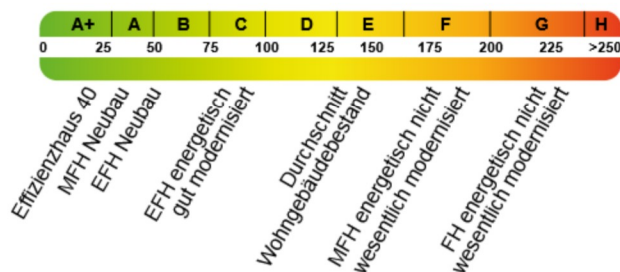 A+ A B C D E F G H
0 25 50 75 100 125 150 175 200 225 >250
Effizienzhaus 40
MFH Neubau
EFH Neubau
EFH energetisch
gut modernisiert
Durchschnitt
Wohngebäudebestand
MFH energetisch nicht
wesentlich modernisiert
FH energetisch nicht
wesentlich modernisiert